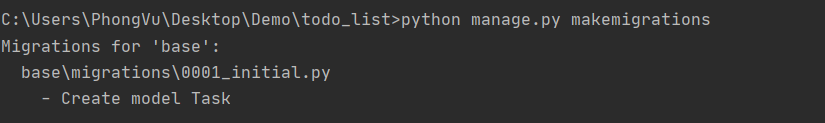 C:\Users\PhongVu\Desktop\Demo\todo_list>python manage.py makemigrations
Migrations for 'base':
  base\migrations\0001_initial.py
    - Create model Task